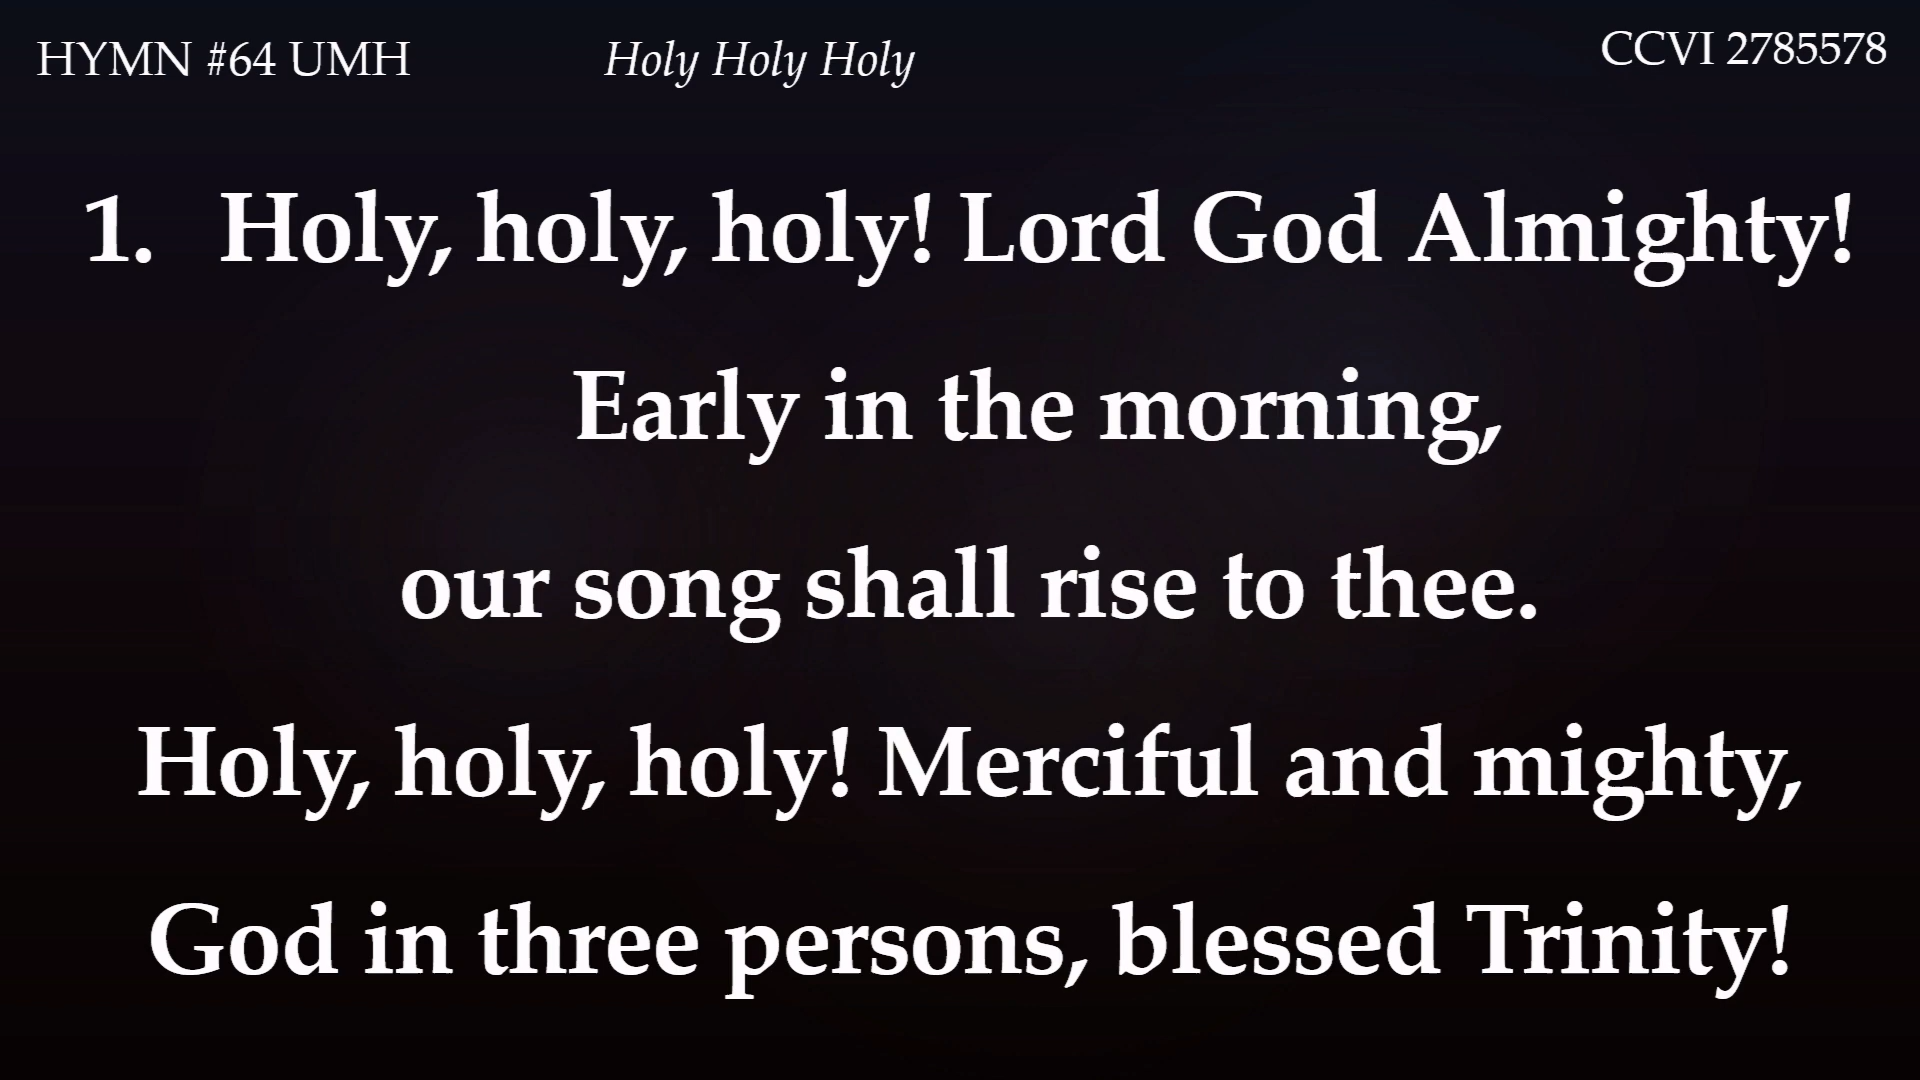 HYMN #64 UMH Holy Holy Holy CCVI 2785578
1. Holy, holy, holy! Lord God Almighty!
Early in the morning,
our song shall rise to thee.
Holy, holy, holy! Merciful and mighty,
God in three persons, blessed Trinity!